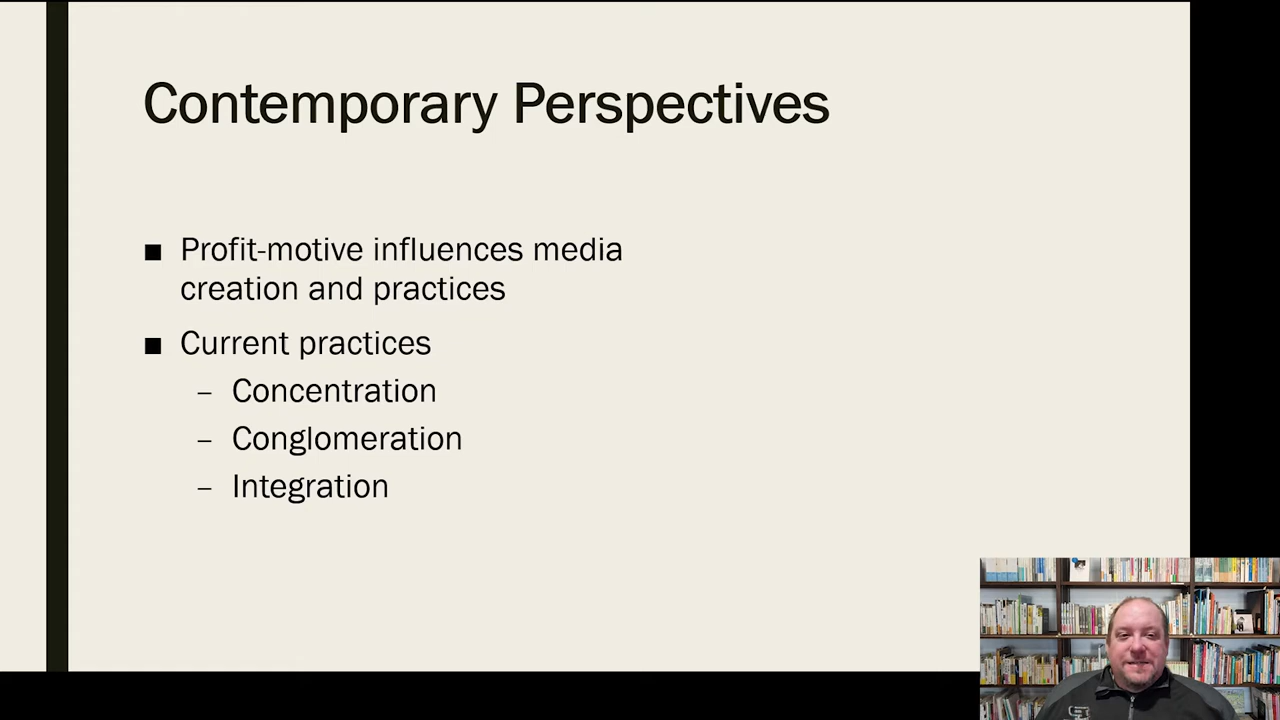 Contemporary Perspectives
■ Profit-motive influences media
creation and practices
■ Current practices
– Concentration
– Conglomeration
– Integration